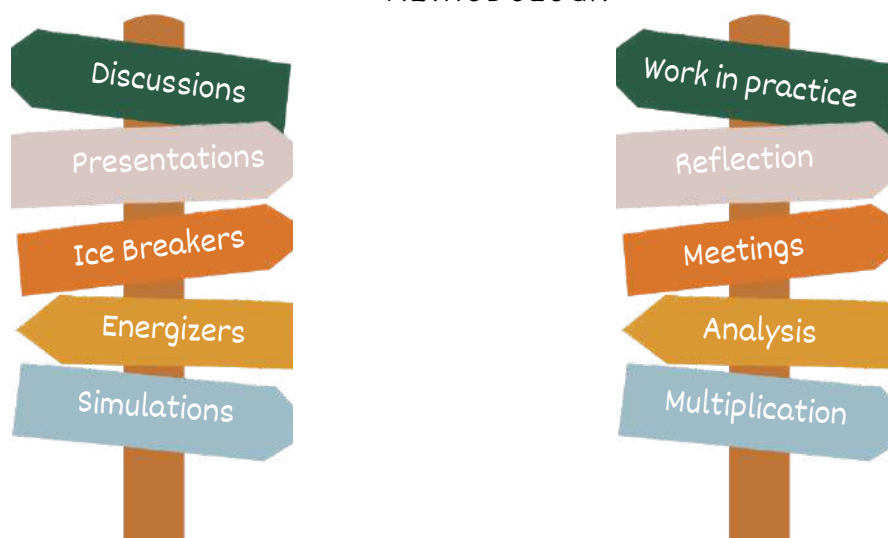 Discussions
Presentations
Ice Breakers
Energizers
Simulations
Work in practice
Reflection
Meetings
Analysis
Multiplication